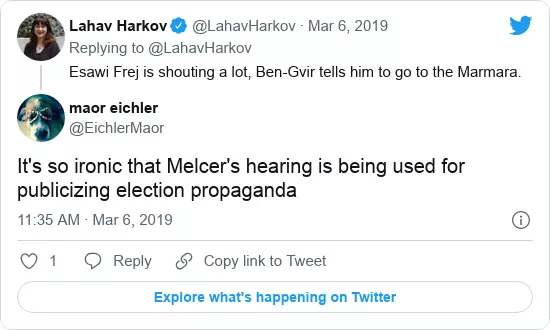 Lahav Harkov @LahavHarkov · Mar 6, 2019
Replying to @LahavHarkov
Esawi Frej is shouting a lot, Ben-Gvir tells him to go to the Marmara.
maor eichler
@EichlerMaor
It's so ironic that Melcer's hearing is being used for
publicizing election propaganda
11:35 AM · Mar 6, 2019
1 Reply Copy link to Tweet
Explore what's happening on Twitter